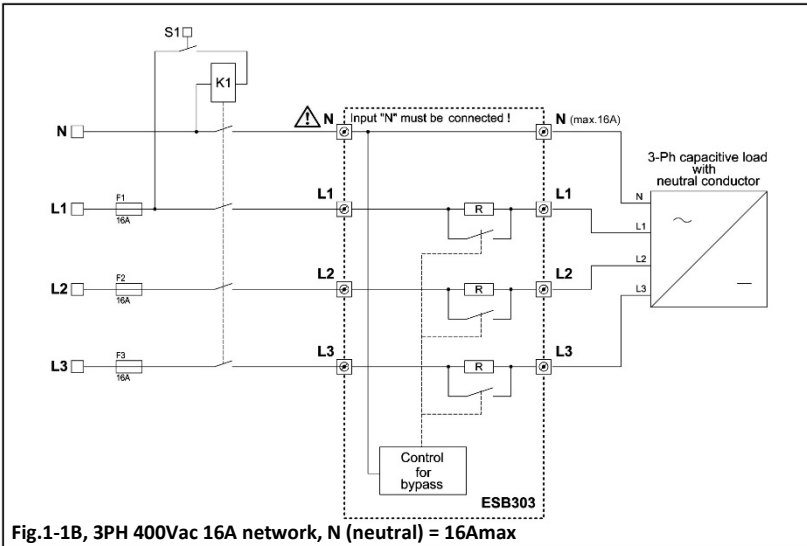 S1
K1
N
Input "N" must be connected !
N
N (max.16A)
3-Ph capacitive load
with
neutral conductor
L1
F1
16A
L1
R
L1
N
L1
L2
L3
L2
F2
16A
L2
R
L2
L3
F3
16A
L3
R
L3
Control
for
bypass
ESB303
Fig.1-1B, 3PH 400Vac 16A network, N (neutral) = 16Amax